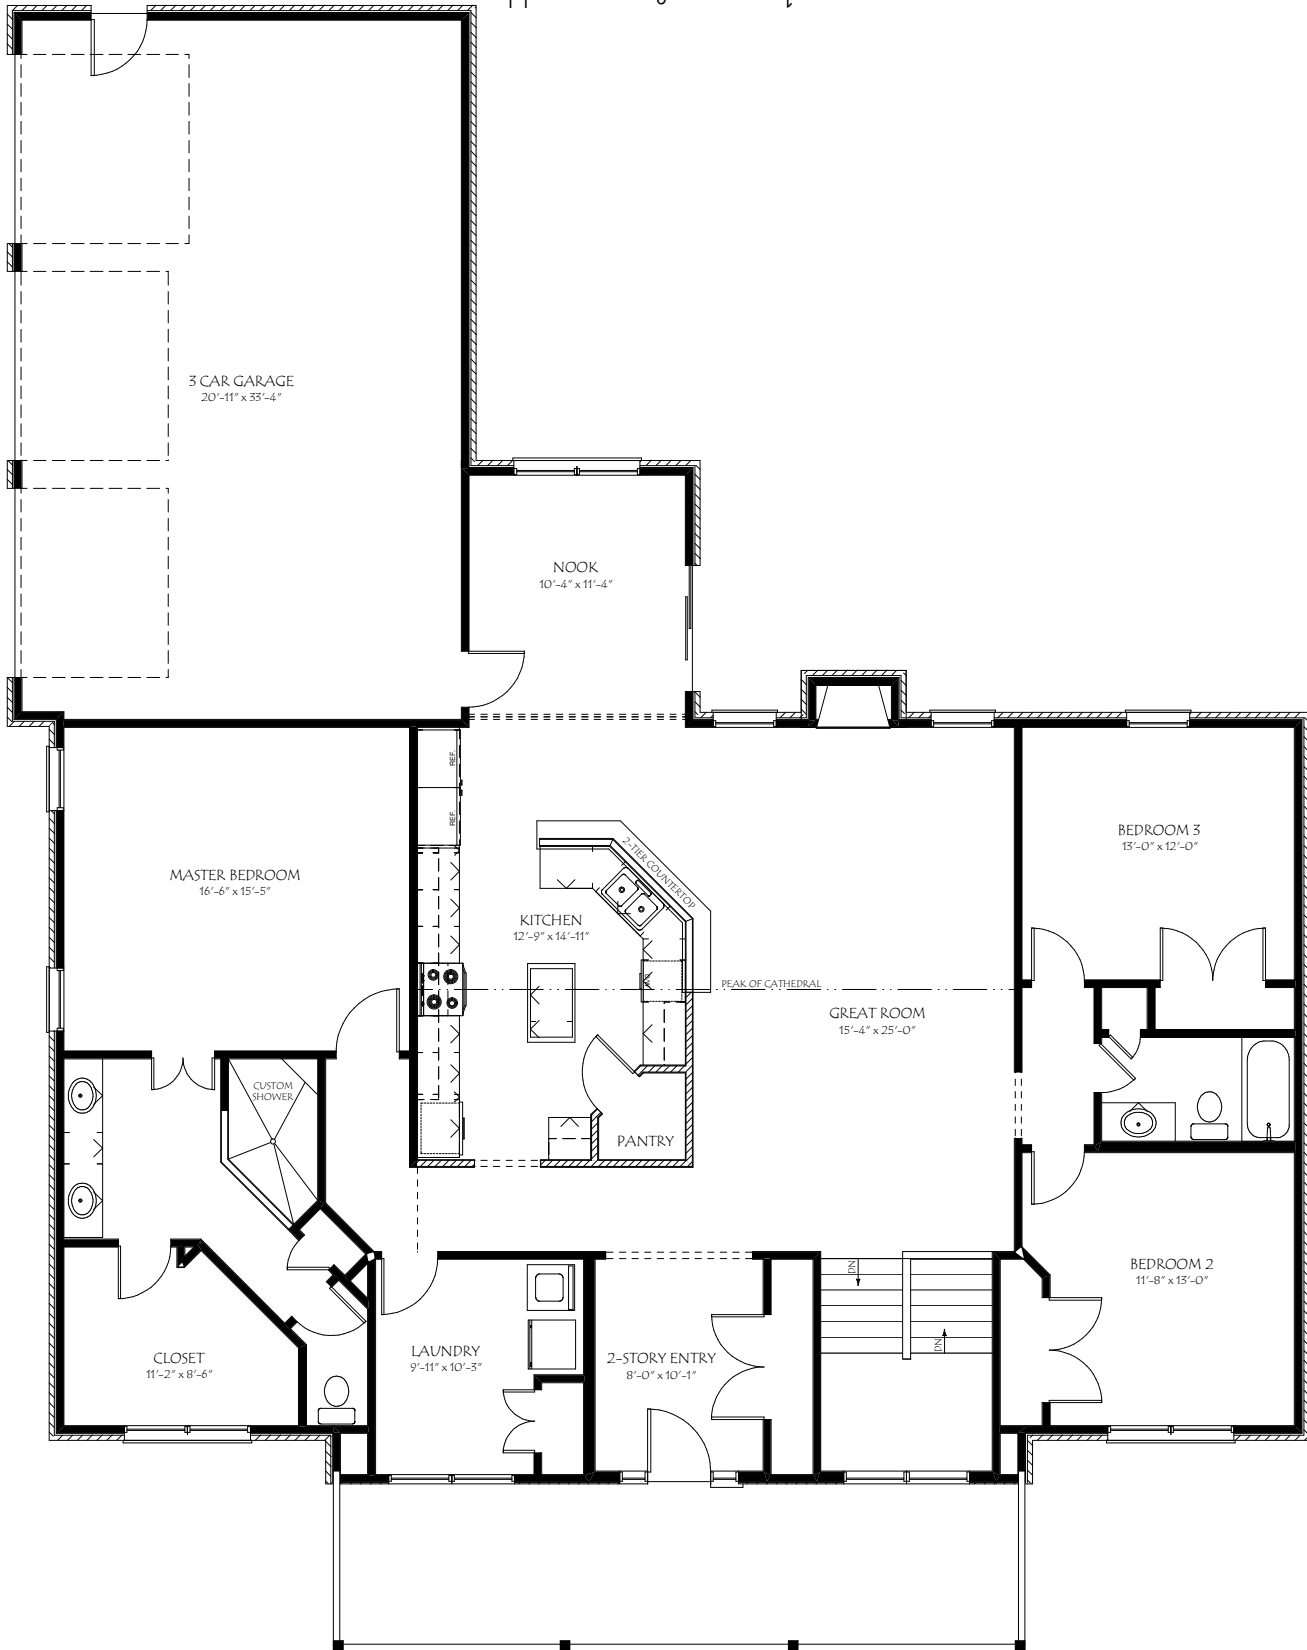 3 CAR GARAGE
20'-11" x 33'-4"
NOOK
10'-4" x 11'-4"
REF.
REF.
MASTER BEDROOM
16'-6" x 15'-5"
2-TIER COUNTERTOP
KITCHEN
12'-9" x 14'-11"
BEDROOM 3
13'-0" x 12'-0"
PEAK OF CATHEDRAL
GREAT ROOM
15'-4" x 25'-0"
CUSTOM
SHOWER
PANTRY
DN
DN
BEDROOM 2
11'-8" x 13'-0"
CLOSET
11'-2" x 8'-6"
LAUNDRY
9'-11" x 10'-3"
2-STORY ENTRY
8'-0" x 10'-1"